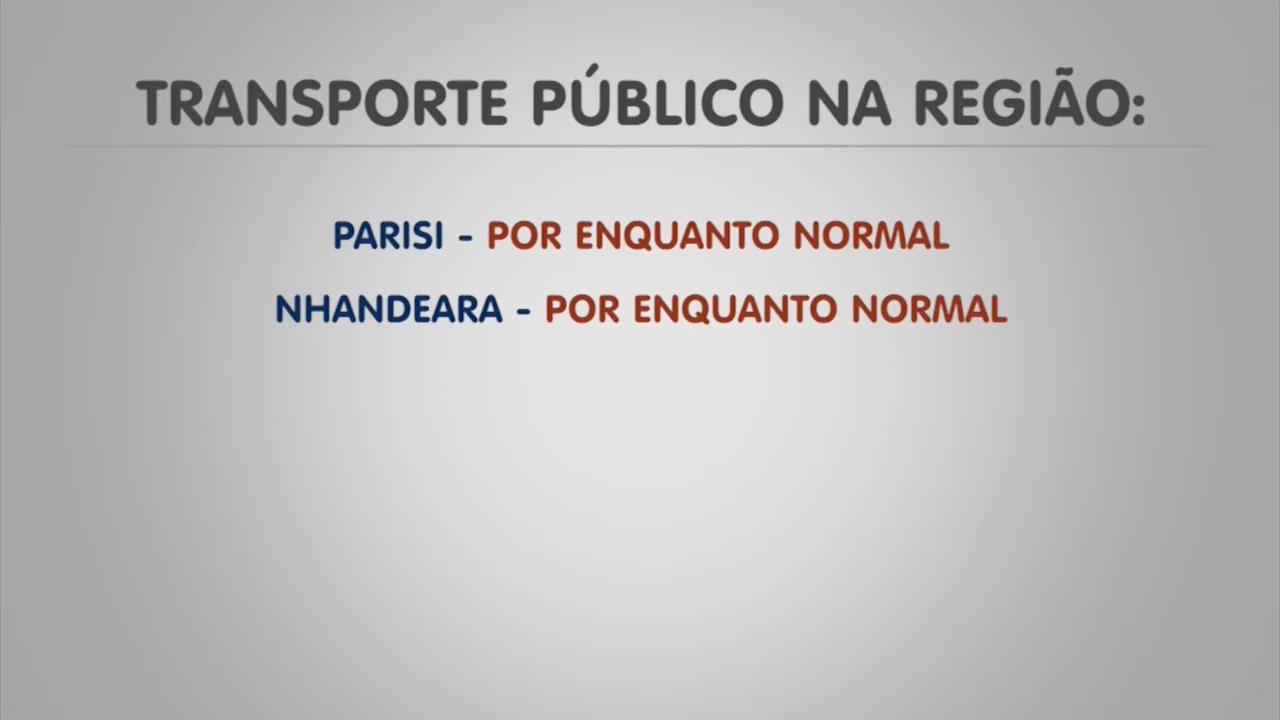 TRANSPORTE PÚBLICO NA REGIÃO:
PARISI - POR ENQUANTO NORMAL
NHANDEARA - POR ENQUANTO NORMAL